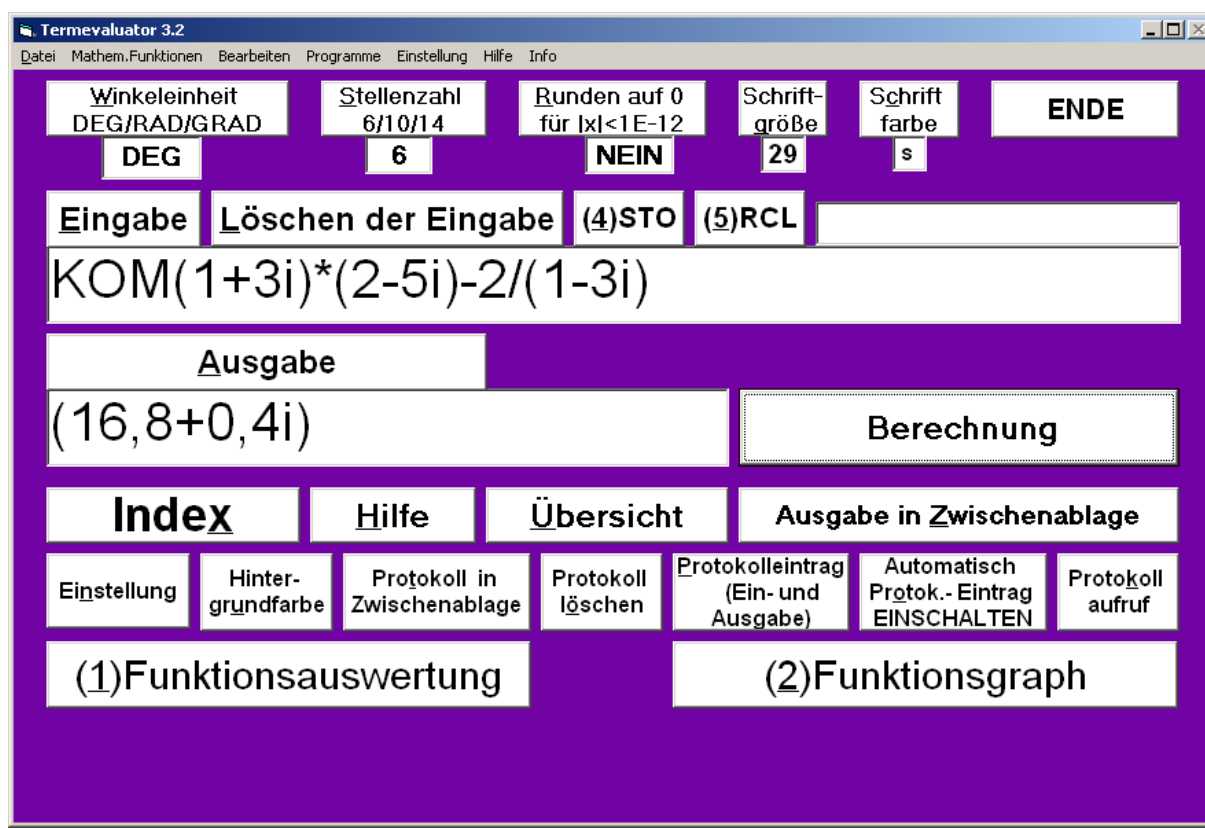 Termevaluator 3.2
Datei Mathem.Funktionen Bearbeiten Programme Einstellung Hilfe Info
Winkeleinheit
DEG/RAD/GRAD
DEG
Stellenzahl
6/10/14
6
Runden auf 0
für |x|<1E-12
NEIN
Schrift-
größe
29
Schrift
farbe
s
ENDE
Eingabe
Löschen der Eingabe
(4)STO
(5)RCL
KOM(1+3i)*(2-5i)-2/(1-3i)
Ausgabe
(16,8+0,4i)
Berechnung
Index
Hilfe
Übersicht
Ausgabe in Zwischenablage
Einstellung
Hinter-
grundfarbe
Protokoll in
Zwischenablage
Protokoll
löschen
Protokolleintrag
(Ein- und
Ausgabe)
Automatisch
Protok.- Eintrag
EINSCHALTEN
Protokoll
aufruf
(1)Funktionsauswertung
(2)Funktionsgraph